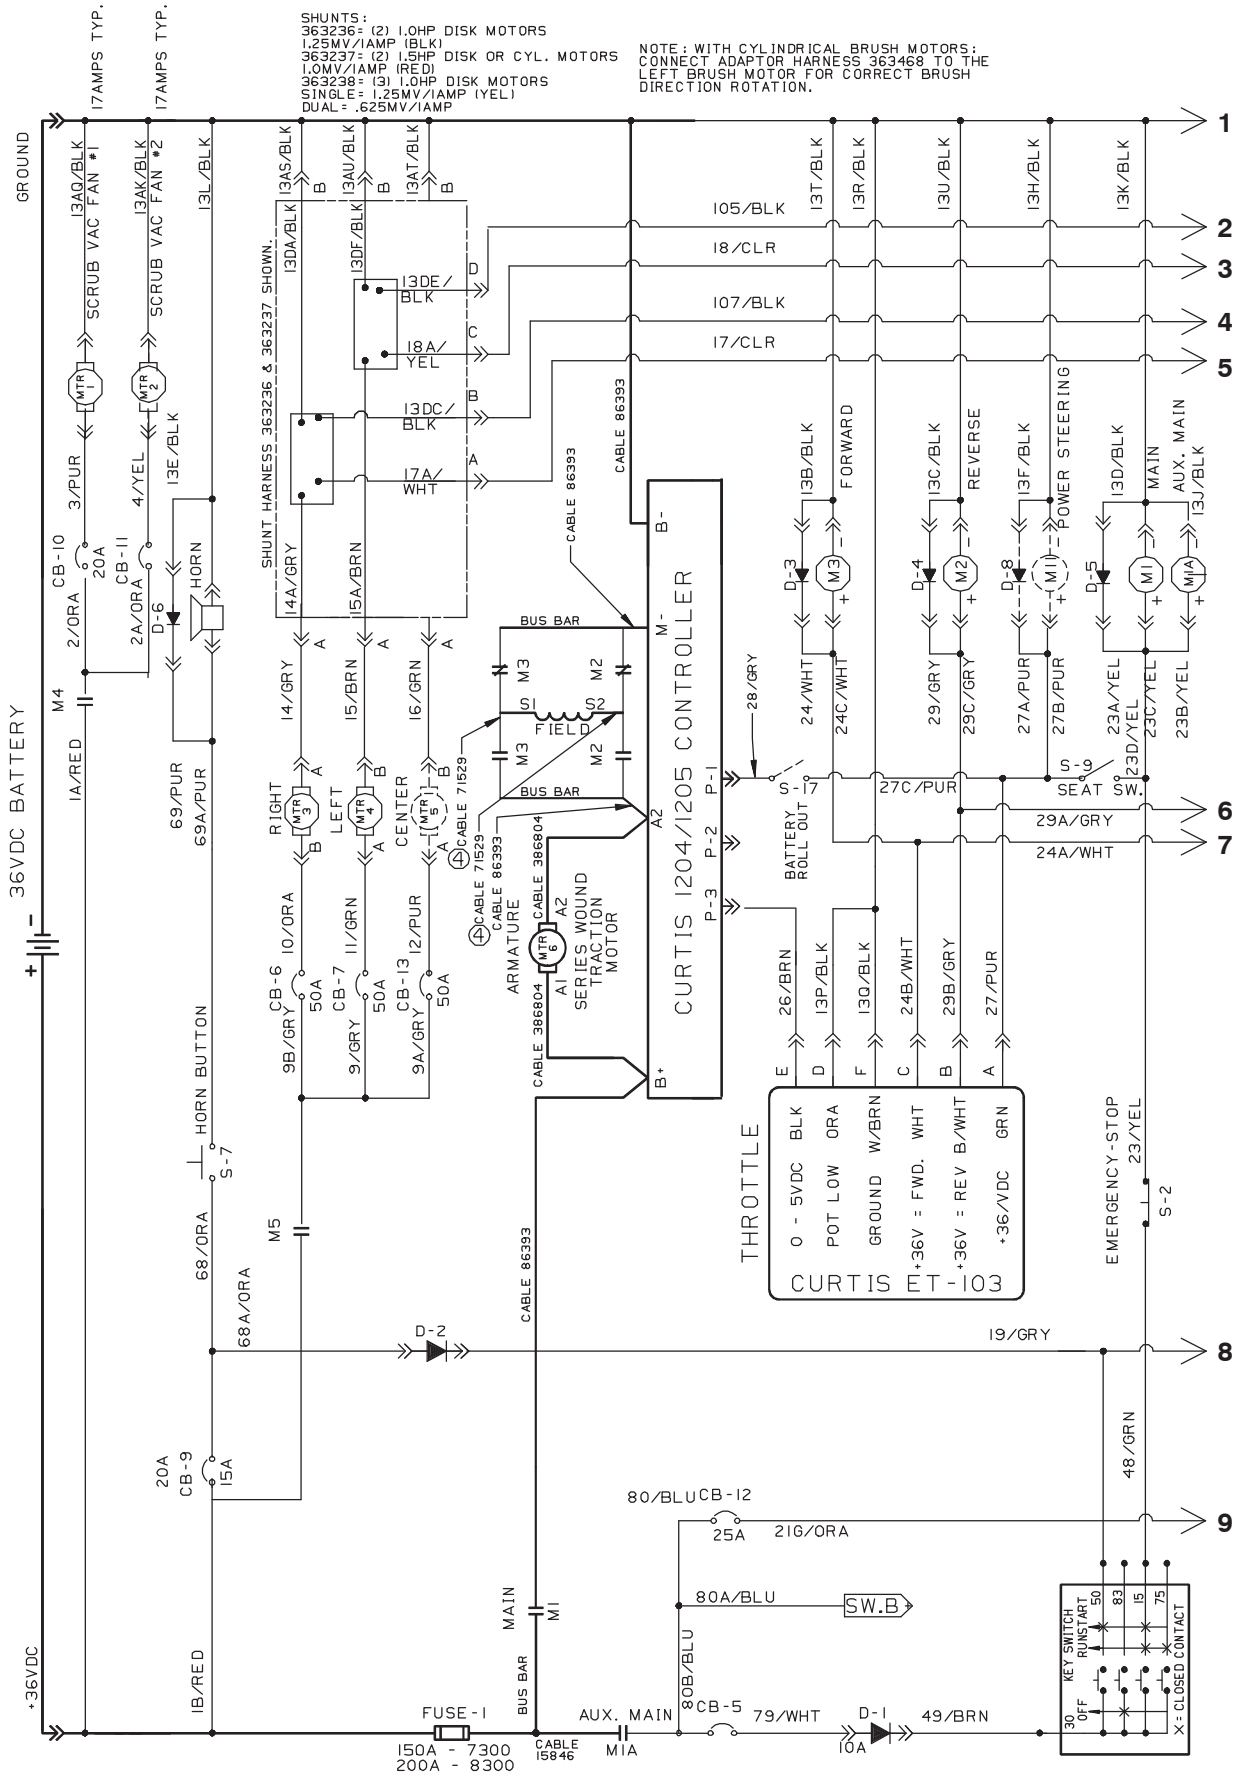 SHUNTS:
363236= (2) 1.0HP DISK MOTORS
1.25MV/1AMP (BLK)
363237= (2) 1.5HP DISK OR CYL. MOTORS
1.0MV/1AMP (RED)
363238= (3) 1.0HP DISK MOTORS
SINGLE= 1.25MV/1AMP (YEL)
DUAL= .625MV/1AMP
NOTE: WITH CYLINDRICAL BRUSH MOTORS:
CONNECT ADAPTOR HARNESS 363468 TO THE
LEFT BRUSH MOTOR FOR CORRECT BRUSH
DIRECTION ROTATION.
17AMPS TYP.
17AMPS TYP.
GROUND
13AQ/BLK
SCRUB VAC FAN #1
13AK/BLK
SCRUB VAC FAN #2
13L/BLK
13AS/BLK
B
13AU/BLK
B
13AT/BLK
B
13T/BLK
13R/BLK
13U/BLK
13H/BLK
13K/BLK
1
SHUNT HARNESS 363236 & 363237 SHOWN.
13DA/BLK
13DF/BLK
13DE/
BLK
D
18A/
YEL
C
13DC/
BLK
B
17A/
WHT
A
105/BLK
2
18/CLR
3
107/BLK
4
17/CLR
5
MTR
1
MTR
2
3/PUR
4/YEL
13E/BLK
CB-10
20A
CB-11
2/ORA
2A/ORA
D-6
HORN
14A/GRY
15A/BRN
A
A
A
CABLE 86393
CABLE 86393
13B/BLK
FORWARD
13C/BLK
REVERSE
13F/BLK
POWER STEERING
13D/BLK
MAIN
AUX. MAIN
13J/BLK
D-3
M3
-
+
D-4
M2
-
+
D-8
M11
-
+
D-5
M1
-
+
M1A
24/WHT
24C/WHT
29/GRY
29C/GRY
27A/PUR
27B/PUR
23A/YEL
23D/YEL
23C/YEL
23B/YEL
36VDC BATTERY
-
+
M4
1A/RED
69/PUR
69A/PUR
14/GRY
15/BRN
16/GRN
RIGHT
MTR
3
A
B
LEFT
MTR
4
B
A
CENTER
MTR
5
B
A
BUS BAR
M3
M2
S1
S2
FIELD
M3
M2
BUS BAR
4
CABLE 71529
4
CABLE 71529
CABLE 86393
CABLE 386804
ARMATURE
A2
MTR
6
A1
SERIES WOUND
TRACTION
MOTOR
CABLE 386804
B-
M-
A2
B+
CURTIS 1204/1205 CONTROLLER
P-1
P-2
P-3
28/GRY
S-17
BATTERY
ROLL OUT
27C/PUR
S-9
SEAT SW.
29A/GRY
6
24A/WHT
7
10/ORA
11/GRN
12/PUR
CB-6
50A
CB-7
50A
CB-13
50A
9B/GRY
9/GRY
9A/GRY
26/BRN
13P/BLK
13Q/BLK
24B/WHT
29B/GRY
27/PUR
E
D
F
C
B
A
THROTTLE
0 - 5VDC BLK
POT LOW ORA
GROUND W/BRN
+36V = FWD. WHT
+36V = REV B/WHT
+36/VDC GRN
CURTIS ET-103
HORN BUTTON
S-7
68/ORA
68A/ORA
M5
D-2
19/GRY
8
CABLE 86393
EMERGENCY-STOP
23/YEL
S-2
20A
CB-9
15A
48/GRN
80/BLU
CB-12
25A
21G/ORA
9
80A/BLU
SW.B+
80B/BLU
+36VDC
1B/RED
FUSE-1
150A - 7300
200A - 8300
BUS BAR
MAIN
M1
CABLE
15846
AUX. MAIN
M1A
CB-5
79/WHT
D-1
10A
49/BRN
KEY SWITCH
30
OFF
RUN
START
50
83
15
75
X = CLOSED CONTACT